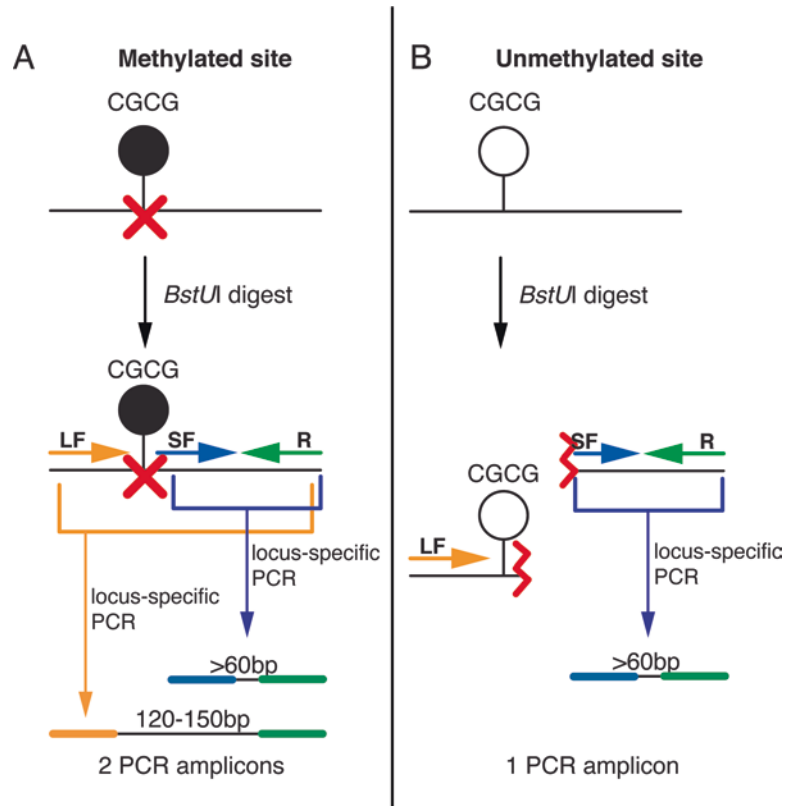 A
Methylated site
CGCG
BstUI digest
CGCG
LF
SF
R
locus-specific
PCR
locus-specific
PCR
>60bp
120-150bp
2 PCR amplicons
B
Unmethylated site
CGCG
BstUI digest
SF
R
CGCG
LF
locus-specific
PCR
>60bp
1 PCR amplicon